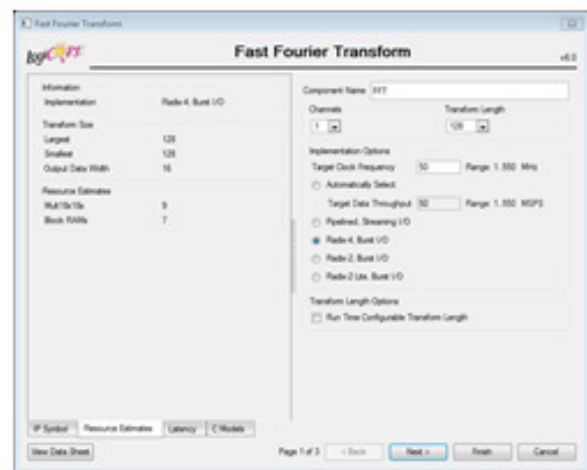 Fast Fourier Transform
logiCORE
Fast Fourier Transform
v6.0
Information
Implementation Radix-4, Burst I/O
Transform Size
Largest 128
Smallest 128
Output Data Width 16
Resource Estimates
Mult18x18s 9
Block RAMs 7
IP Symbol Resource Estimates Latency C Models
View Data Sheet
Component Name FFT
Channels Transform Length
1 128
Implementation Options
Target Clock Frequency 50 Range: 1..550 MHz
Automatically Select
Target Data Throughput 50 Range: 1..550 MSPS
Pipelined, Streaming I/O
Radix-4, Burst I/O
Radix-2, Burst I/O
Radix-2 Lite, Burst I/O
Transform Length Options
Run Time Configurable Transform Length
Page 1 of 3 < Back Next > Finish Cancel